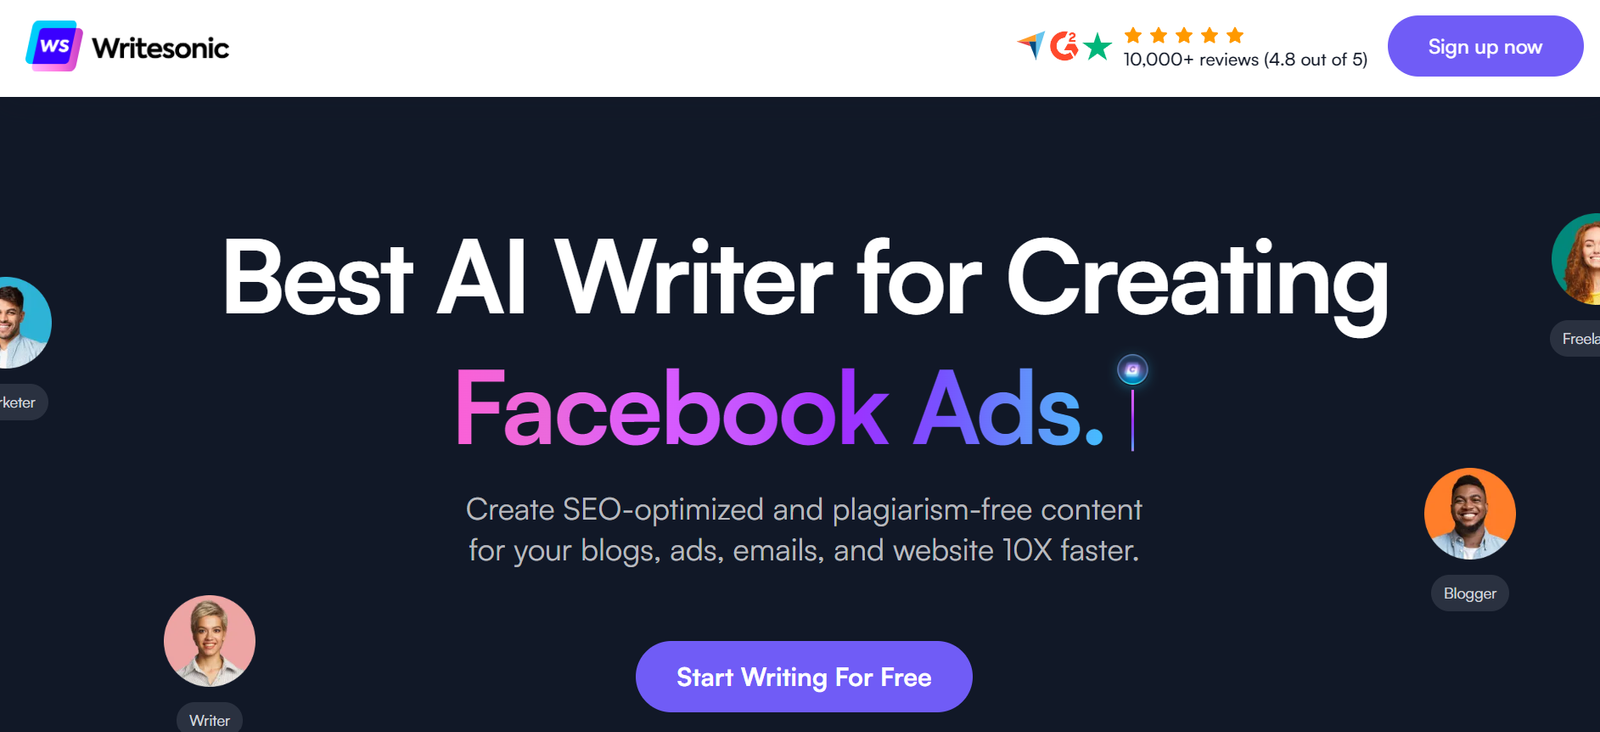 WS Writesonic
10,000+ reviews (4.8 out of 5)
Sign up now
Best AI Writer for Creating
Facebook Ads.
Create SEO-optimized and plagiarism-free content
for your blogs, ads, emails, and website 10X faster.
Start Writing For Free
rketer
Freela
Blogger
Writer